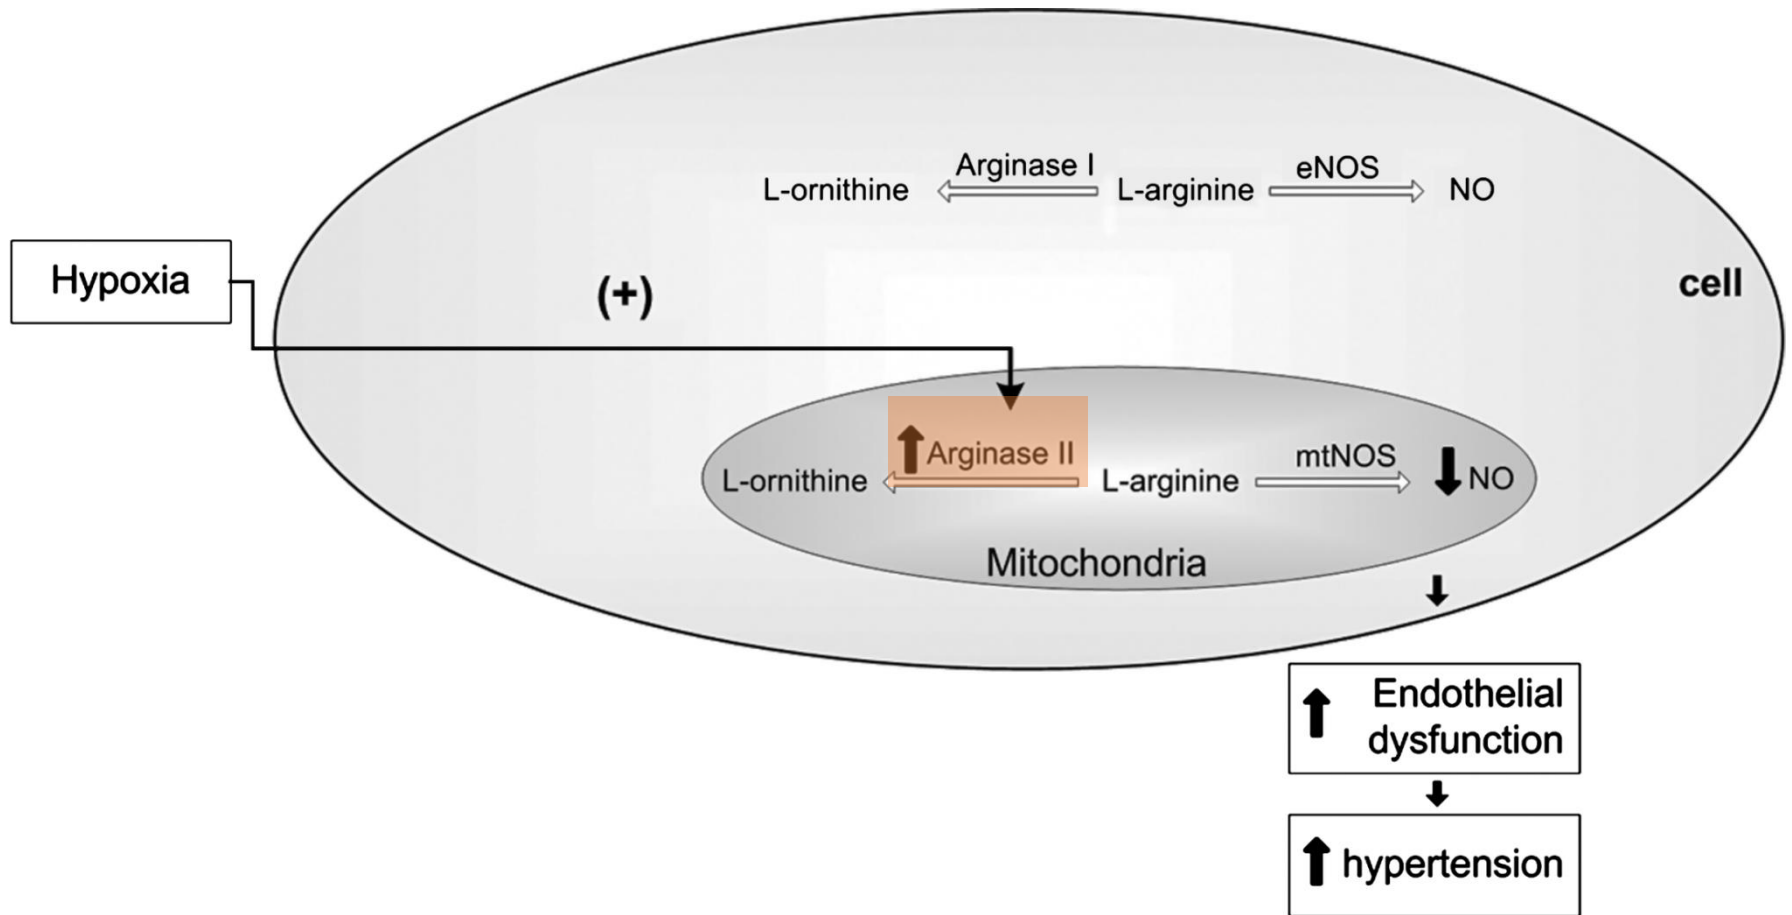 Arginase I
eNOS
L-ornithine
L-arginine
NO
Hypoxia
(+)
cell
Arginase II
mtNOS
L-ornithine
L-arginine
NO
Mitochondria
Endothelial
dysfunction
hypertension